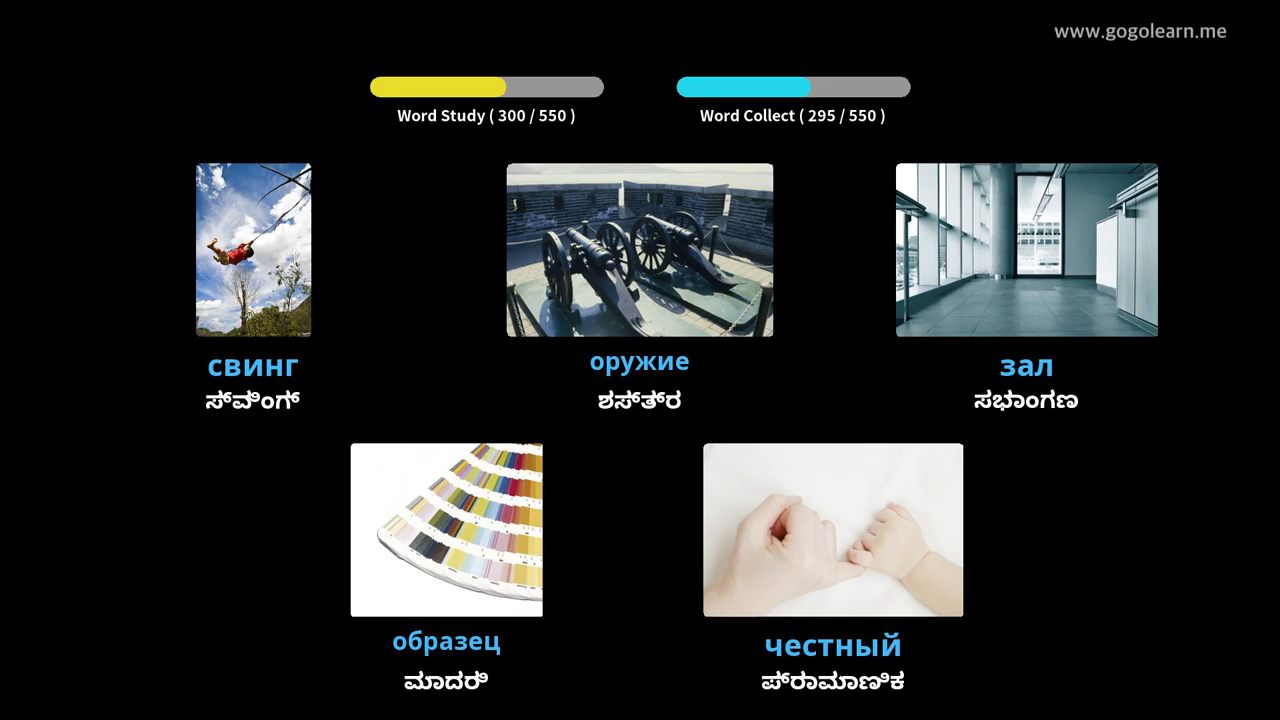 www.gogolearn.me
Word Study ( 300 / 550 )
Word Collect ( 295 / 550 )
свинг
ಸ್ವಿಂಗ್
оружие
ಶಸ್ತ್ರ
зал
ಸಭಾಂಗಣ
образец
ಮಾದರಿ
честный
ಪ್ರಾಮಾಣಿಕ